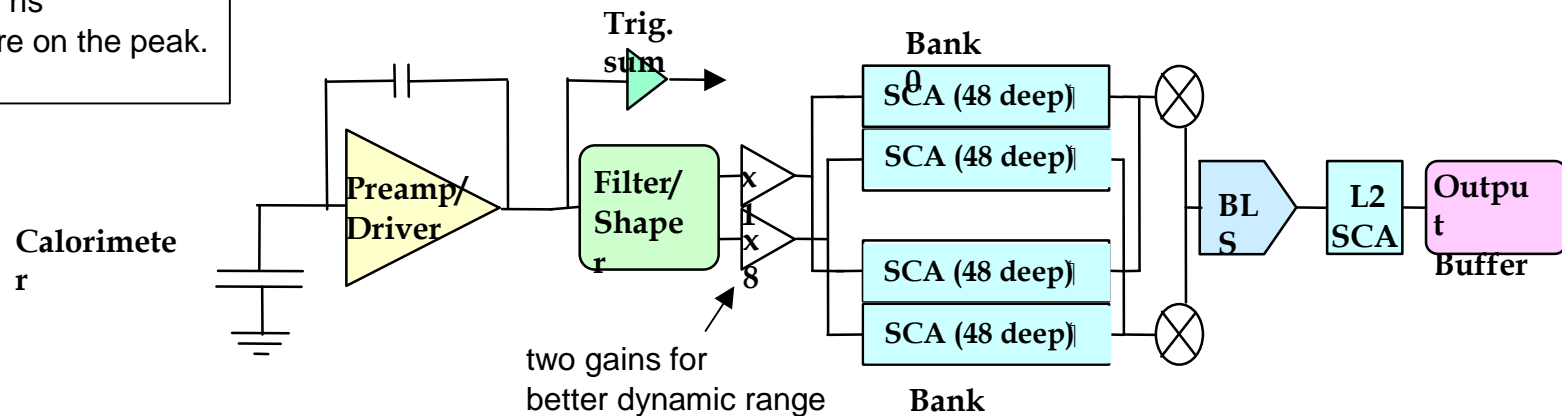 ns
re on the peak.
Trig.
sum
Bank
0
SCA (48 deep)
SCA (48 deep)
Preamp/
Driver
Filter/
Shape
r
x
1
x
8
Calorimete
r
SCA (48 deep)
SCA (48 deep)
BL
S
L2
SCA
Outpu
t
Buffer
two gains for
better dynamic range
Bank